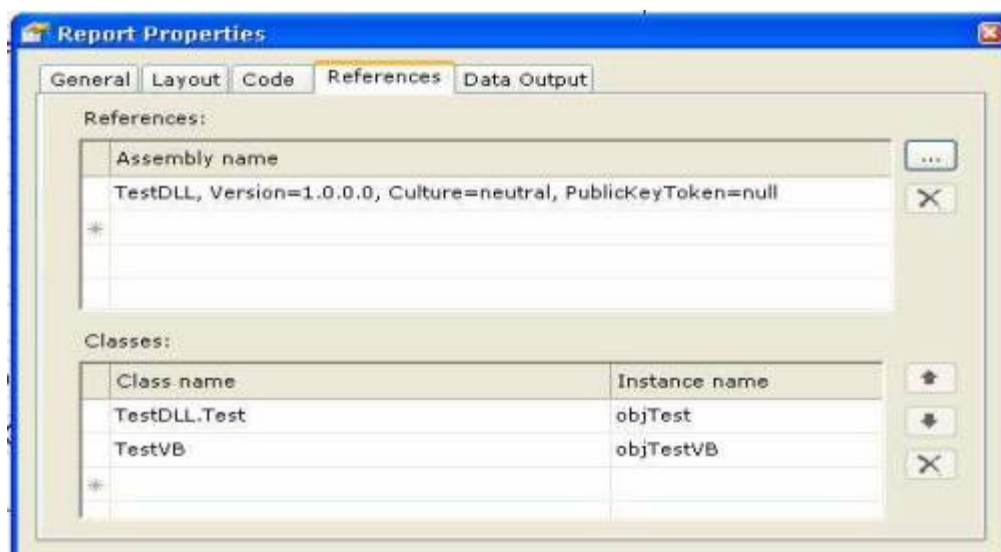 Report Properties
General Layout Code References Data Output
References:
Assembly name
...
TestDLL, Version=1.0.0.0, Culture=neutral, PublicKeyToken=null
*
Classes:
Class name Instance name
TestDLL.Test objTest
TestVB objTestVB
*